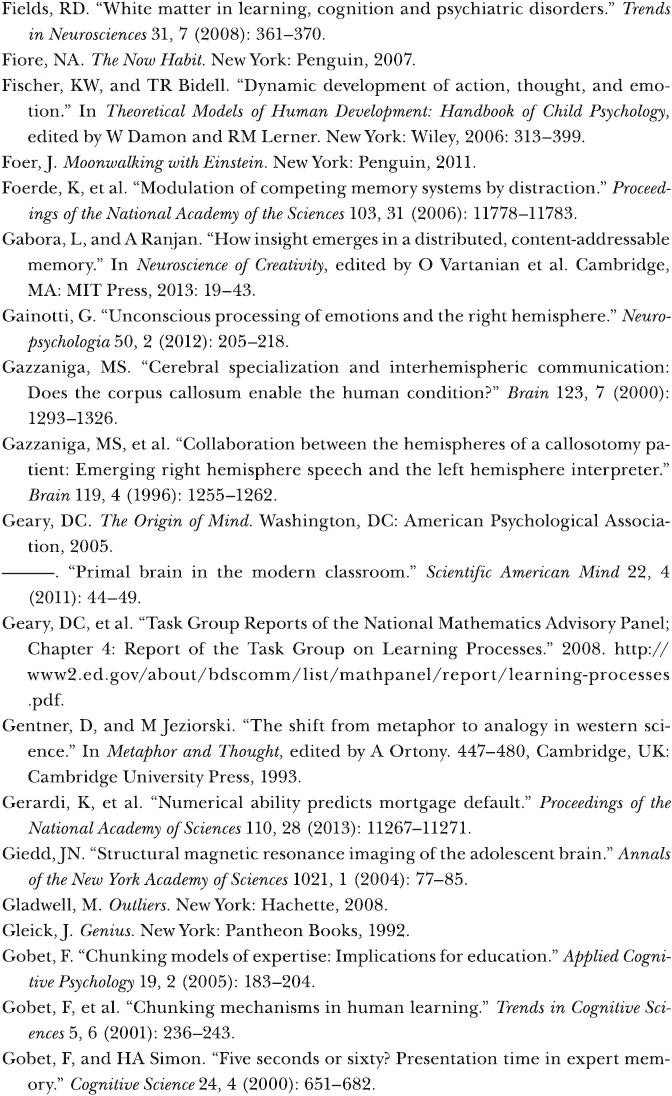 Fields, RD. “White matter in learning, cognition and psychiatric disorders.” Trends
in Neurosciences 31, 7 (2008): 361–370.
Fiore, NA. The Now Habit. New York: Penguin, 2007.
Fischer, KW, and TR Bidell. “Dynamic development of action, thought, and emo-
tion.” In Theoretical Models of Human Development: Handbook of Child Psychology,
edited by W Damon and RM Lerner. New York: Wiley, 2006: 313–399.
Foer, J. Moonwalking with Einstein. New York: Penguin, 2011.
Foerde, K, et al. “Modulation of competing memory systems by distraction.” Proceed-
ings of the National Academy of the Sciences 103, 31 (2006): 11778–11783.
Gabora, L, and A Ranjan. “How insight emerges in a distributed, content-addressable
memory.” In Neuroscience of Creativity, edited by O Vartanian et al. Cambridge,
MA: MIT Press, 2013: 19–43.
Gainotti, G. “Unconscious processing of emotions and the right hemisphere.” Neuro-
psychologia 50, 2 (2012): 205–218.
Gazzaniga, MS. “Cerebral specialization and interhemispheric communication:
Does the corpus callosum enable the human condition?” Brain 123, 7 (2000):
1293–1326.
Gazzaniga, MS, et al. “Collaboration between the hemispheres of a callosotomy pa-
tient: Emerging right hemisphere speech and the left hemisphere interpreter.”
Brain 119, 4 (1996): 1255–1262.
Geary, DC. The Origin of Mind. Washington, DC: American Psychological Associa-
tion, 2005.
———. “Primal brain in the modern classroom.” Scientific American Mind 22, 4
(2011): 44–49.
Geary, DC, et al. “Task Group Reports of the National Mathematics Advisory Panel;
Chapter 4: Report of the Task Group on Learning Processes.” 2008. http://
www2.ed.gov/about/bdscomm/list/mathpanel/report/learning-processes
.pdf.
Gentner, D, and M Jeziorski. “The shift from metaphor to analogy in western sci-
ence.” In Metaphor and Thought, edited by A Ortony. 447–480, Cambridge, UK:
Cambridge University Press, 1993.
Gerardi, K, et al. “Numerical ability predicts mortgage default.” Proceedings of the
National Academy of Sciences 110, 28 (2013): 11267–11271.
Giedd, JN. “Structural magnetic resonance imaging of the adolescent brain.” Annals
of the New York Academy of Sciences 1021, 1 (2004): 77–85.
Gladwell, M. Outliers. New York: Hachette, 2008.
Gleick, J. Genius. New York: Pantheon Books, 1992.
Gobet, F. “Chunking models of expertise: Implications for education.” Applied Cogni-
tive Psychology 19, 2 (2005): 183–204.
Gobet, F, et al. “Chunking mechanisms in human learning.” Trends in Cognitive Sci-
ences 5, 6 (2001): 236–243.
Gobet, F, and HA Simon. “Five seconds or sixty? Presentation time in expert mem-
ory.” Cognitive Science 24, 4 (2000): 651–682.